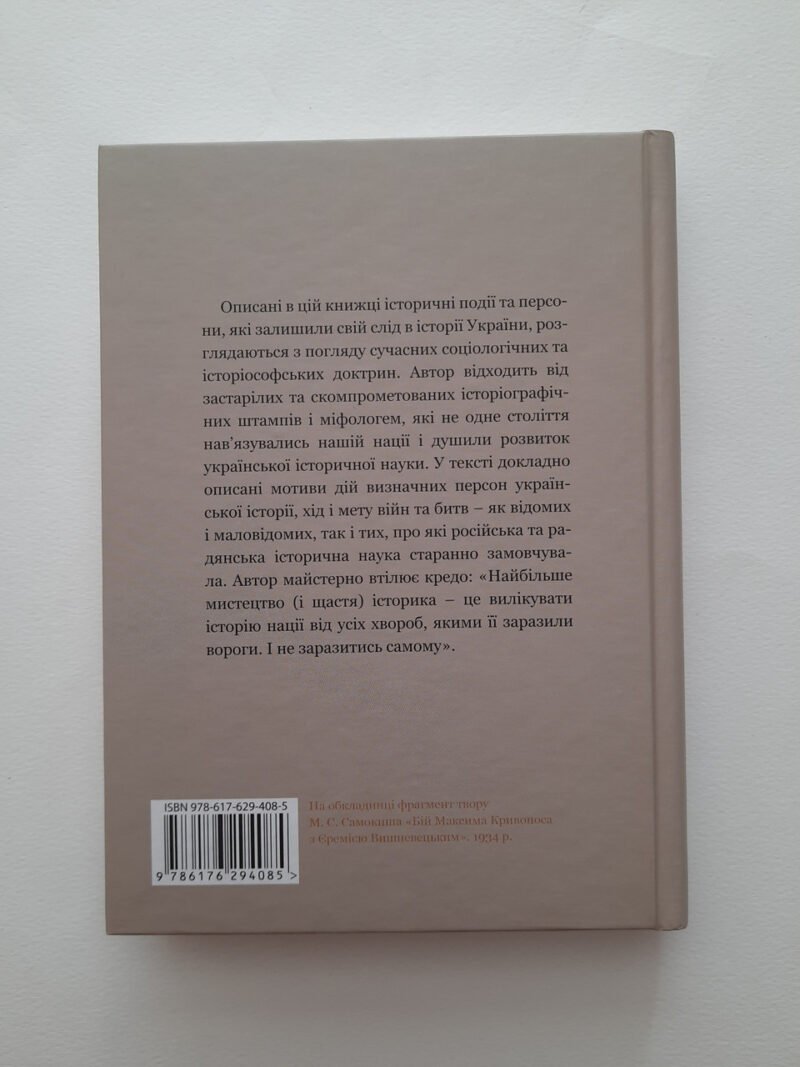 Описані в цій книжці історичні події та персо-
ни, які залишили свій слід в історії України, роз-
глядаються з погляду сучасних соціологічних та
історіософських доктрин. Автор відходить від
застарілих та скомпрометованих історіографіч-
них штампів і міфологем, які не одне століття
нав’язувались нашій нації і душили розвиток
української історичної науки. У тексті докладно
описані мотиви дій визначних персон україн-
ської історії, хід і мету війн та битв – як відомих
і маловідомих, так і тих, про які російська та ра-
дянська історична наука старанно замовчува-
ла. Автор майстерно втілює кредо: «Найбільше
мистецтво (і щастя) історика – це вилікувати
історію нації від усіх хвороб, якими її заразили
вороги. І не заразитись самому».
ISBN 978-617-629-408-5
9 786176 294085 >
На обкладинці фрагмент твору
М. С. Самокиша «Бій Максима Кривоноса
з Єремією Вишневецьким». 1934 р.